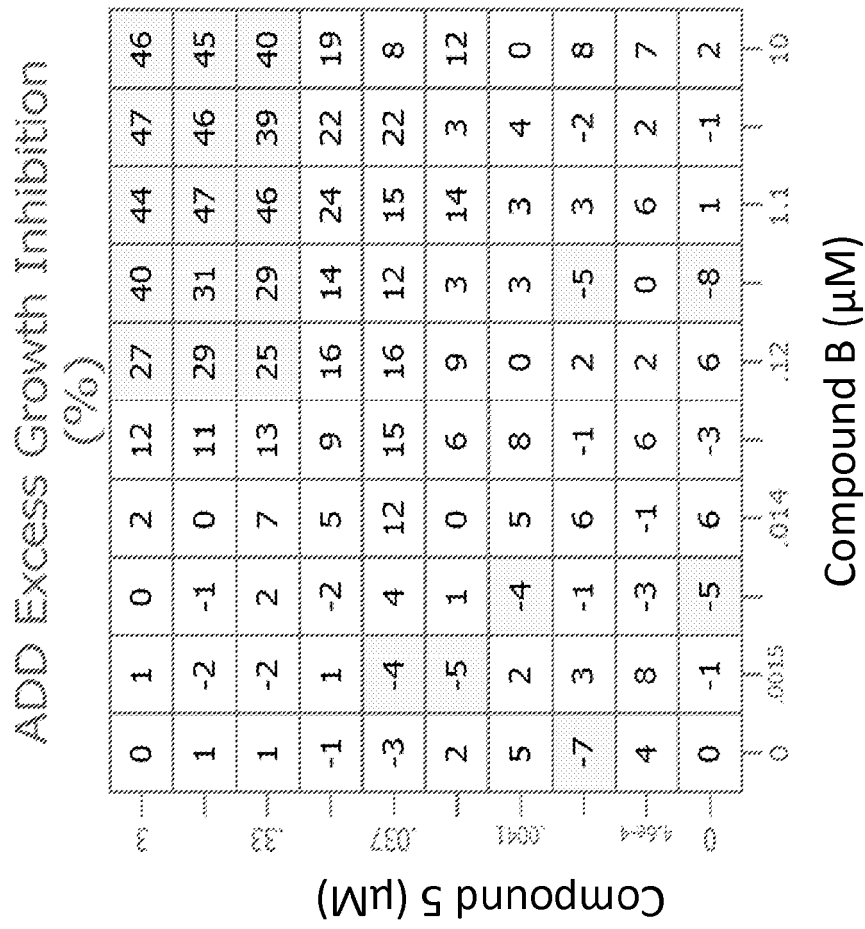 ADD Excess Growth Inhibition
(%)
3 0 1 0 2 12 27 40 44 47 46
1 -2 -1 0 11 29 31 47 46 45
.33 1 -2 2 7 13 25 29 46 39 40
-1 1 -2 5 9 16 14 24 22 19
.037 -3 -4 4 12 15 16 12 15 22 8
2 -5 1 0 6 9 3 14 3 12
.0041 5 2 -4 5 8 0 3 3 4 0
-7 3 -1 6 -1 2 -5 3 -2 8
4.6e-4 4 8 -3 -1 6 2 0 6 2 7
0 0 -1 -5 6 -3 6 -8 1 -1 2
0 .0015 .014 .12 1.1 10
Compound B (µM)
Compound 5 (µM)